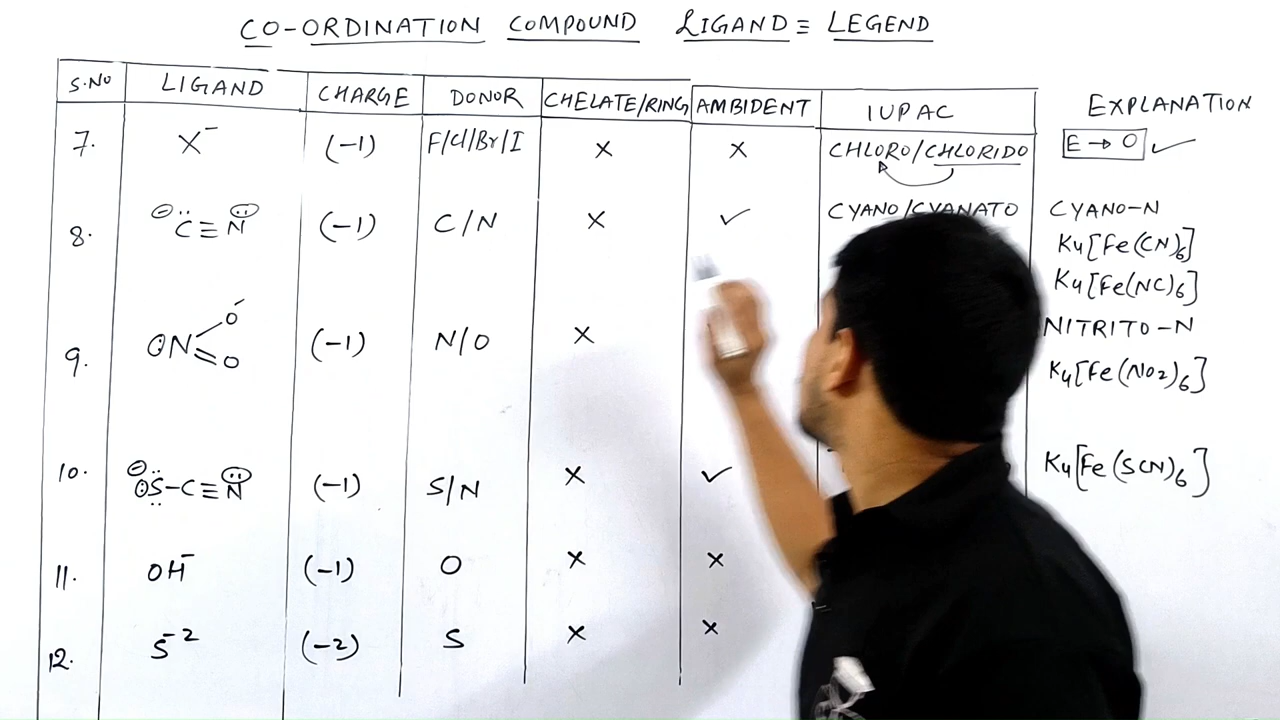 CO-ORDINATION COMPOUND LIGAND ≡ LEGEND
S.NO LIGAND CHARGE DONOR CHELATE/RING AMBIDENT IUPAC EXPLANATION
7. X⁻ (-1) F/Cl/Br/I × × CHLORO/CHLORIDO E → O ✓
8. ⊖C̈≡N̈ (-1) C/N × ✓ CYANO/CYANATO CYANO-N
K4[Fe(CN)6]
K4[Fe(NC)6]
9. ON O⁻ O (-1) N/O × NITRITO-N
K4[Fe(NO2)6]
10. ⊖S-C≡N (-1) S/N × ✓ K4[Fe(SCN)6]
11. OH⁻ (-1) O × ×
12. S⁻² (-2) S × ×